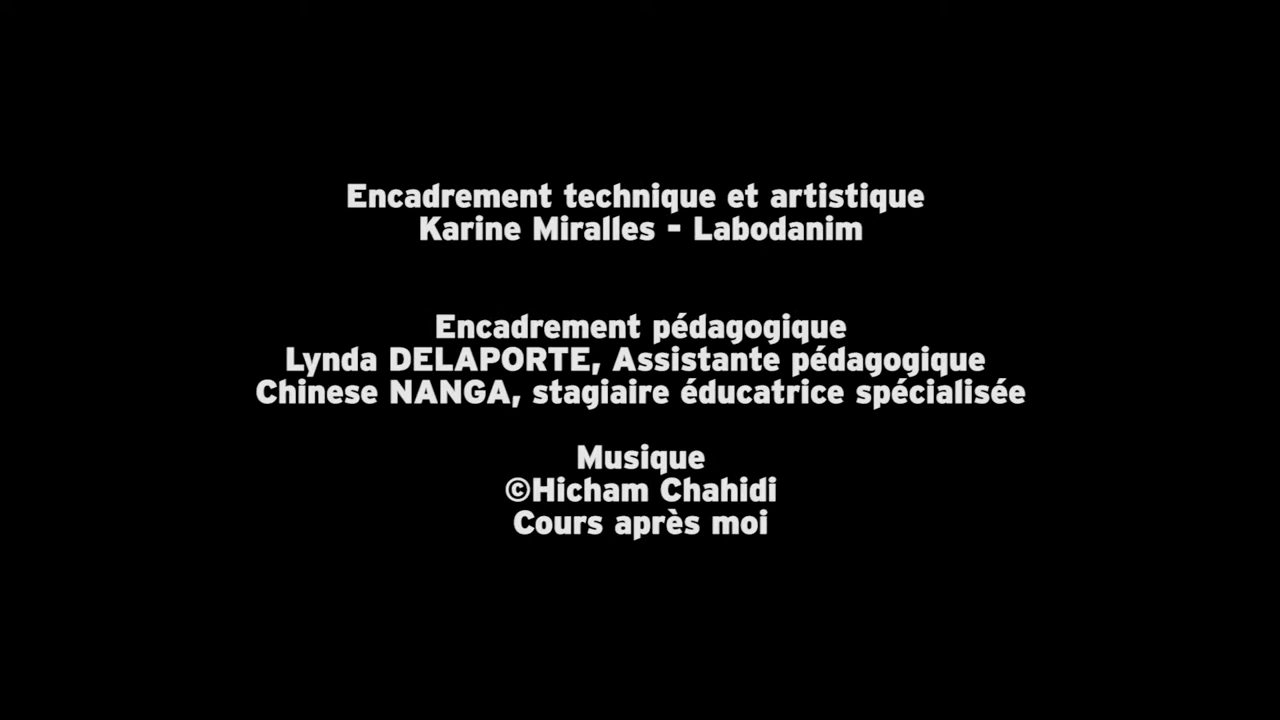 Encadrement technique et artistique
Karine Miralles - Labodanim
Encadrement pédagogique
Lynda DELAPORTE, Assistante pédagogique
Chinese NANGA, stagiaire éducatrice spécialisée
Musique
©Hicham Chahidi
Cours après moi